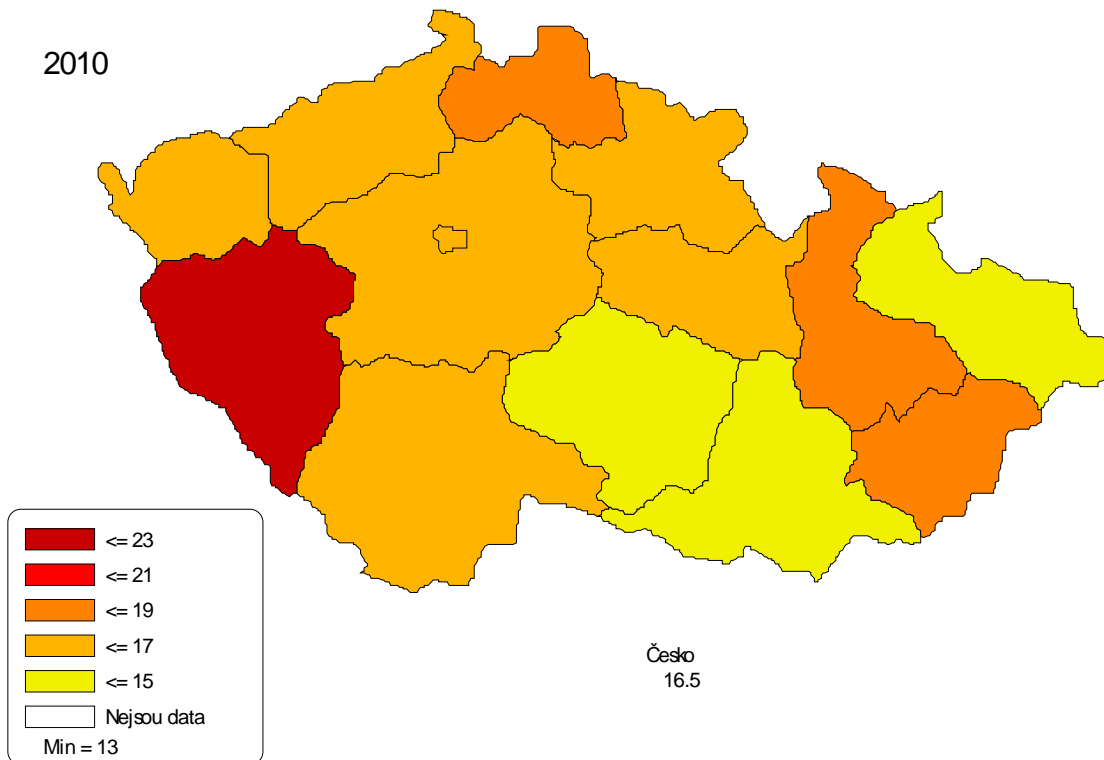 2010
<= 23
<= 21
<= 19
<= 17
<= 15
Nejsou data
Min = 13
Česko
16.5